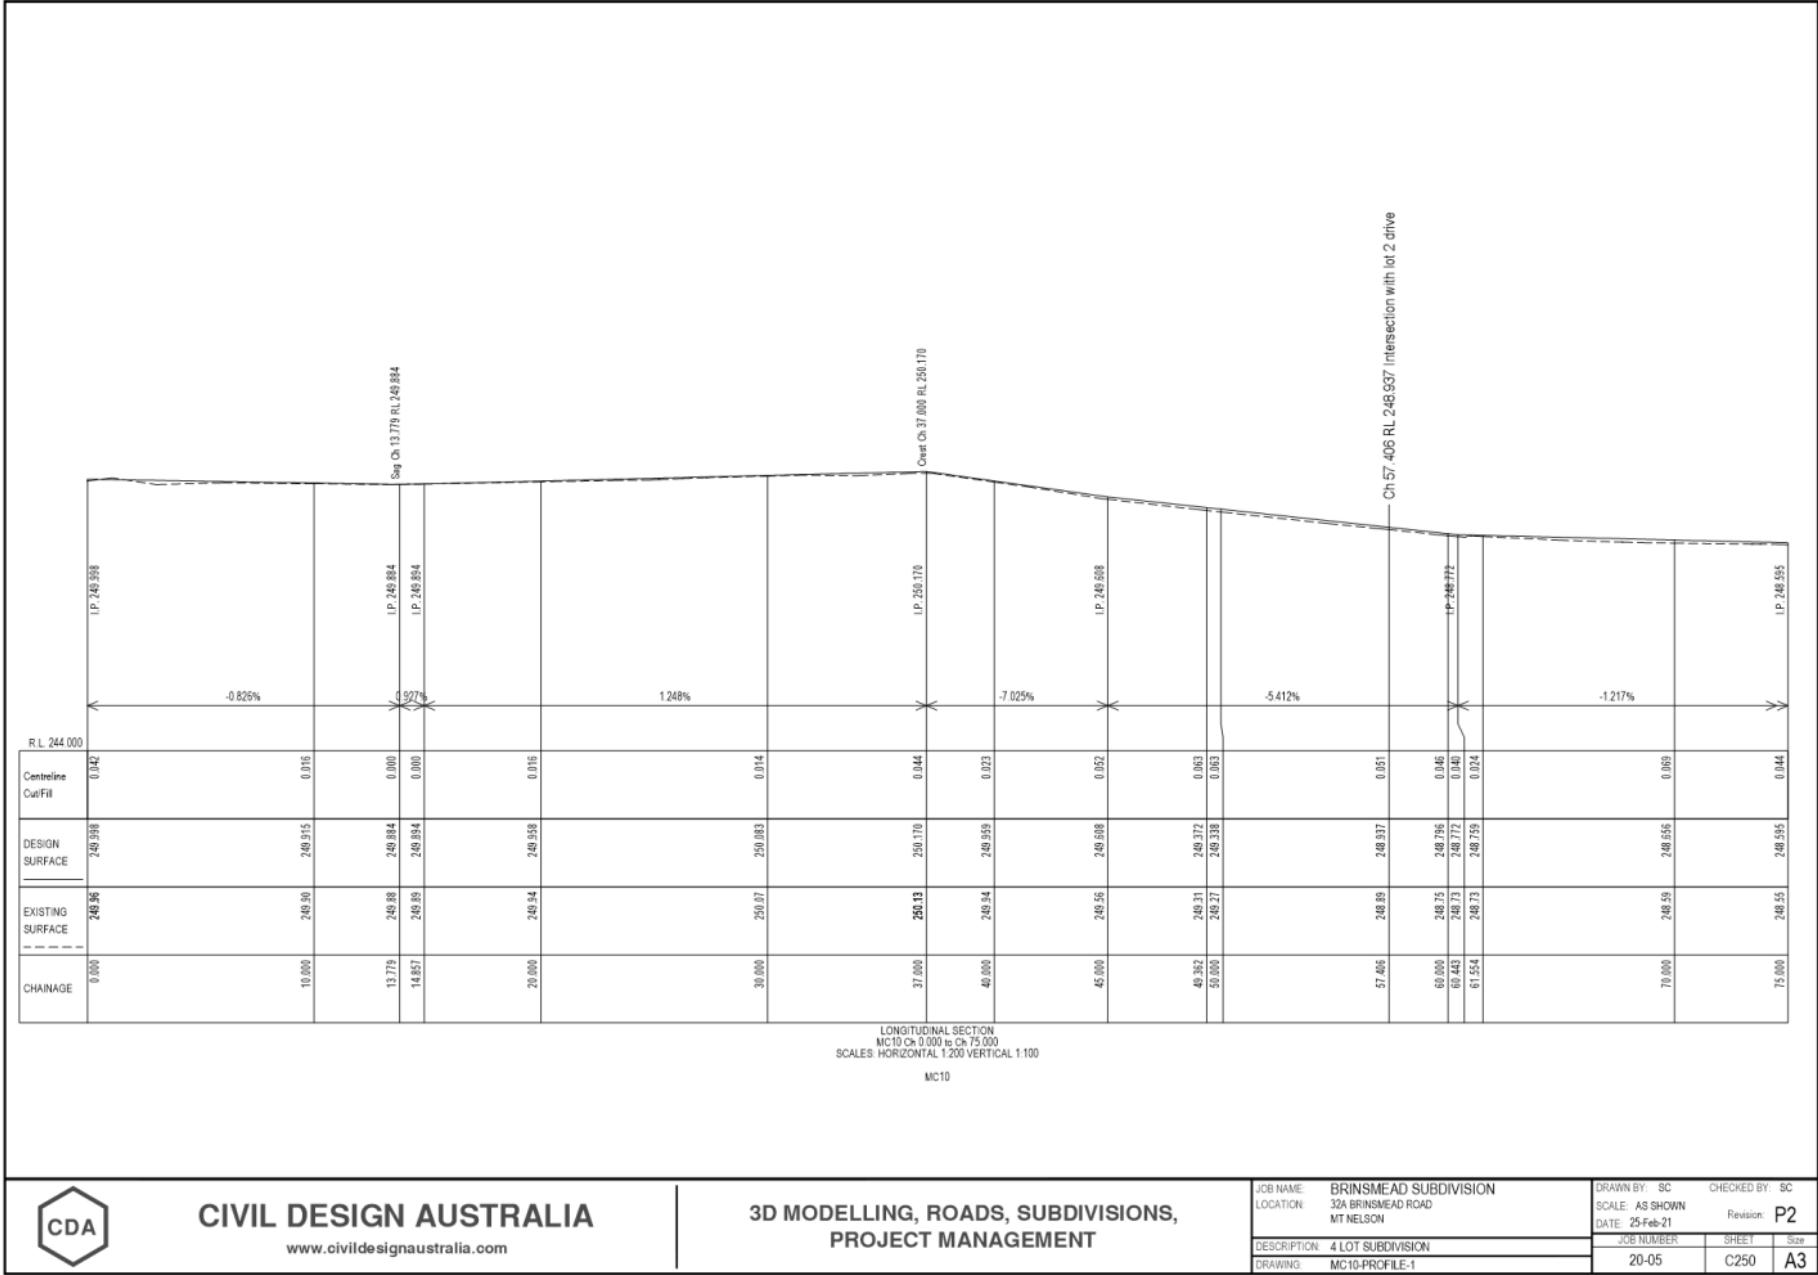 Sag Ch 13.779 RL 249.884
Crest Ch 37.000 RL 250.170
Ch 57.406 RL 248.937 Intersection with lot 2 drive
I.P. 249.998
I.P. 249.884
I.P. 249.894
I.P. 250.170
I.P. 249.608
I.P. 248.772
I.P. 248.595
-0.826%
0.927%
1.248%
-7.025%
-5.412%
-1.217%
R.L. 244.000
Centreline
Cut/Fill
0.042 0.016 0.000 0.000 0.016 0.014 0.044 0.023 0.052 0.063 0.063 0.051 0.046 0.040 0.024 0.069 0.044
DESIGN
SURFACE
249.998 249.915 249.884 249.894 249.958 250.083 250.170 249.959 249.608 249.372 249.338 248.937 248.796 248.772 248.759 248.656 248.595
EXISTING
SURFACE
249.96 249.90 249.88 249.89 249.94 250.07 250.13 249.94 249.56 249.31 249.27 248.89 248.75 248.73 248.73 248.59 248.55
CHAINAGE
0.000 10.000 13.779 14.857 20.000 30.000 37.000 40.000 45.000 49.362 50.000 57.406 60.000 60.443 61.554 70.000 75.000
LONGITUDINAL SECTION
MC10 Ch 0.000 to Ch 75.000
SCALES: HORIZONTAL 1:200 VERTICAL 1:100
MC10
CDA
CIVIL DESIGN AUSTRALIA
www.civildesignaustralia.com
3D MODELLING, ROADS, SUBDIVISIONS,
PROJECT MANAGEMENT
JOB NAME: BRINSMEAD SUBDIVISION
LOCATION: 32A BRINSMEAD ROAD
MT NELSON
DESCRIPTION: 4 LOT SUBDIVISION
DRAWING: MC10-PROFILE-1
DRAWN BY: SC CHECKED BY: SC
SCALE: AS SHOWN
Revision: P2
DATE: 25-Feb-21
JOB NUMBER SHEET Size
20-05 C250 A3